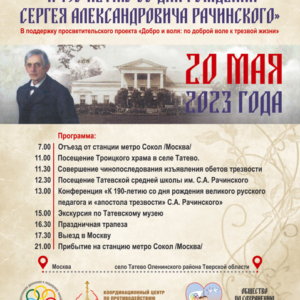 К 190-ЛЕТИЮ СО ДНЯ РОЖДЕНИЯ
СЕРГЕЯ АЛЕКСАНДРОВИЧА РАЧИНСКОГО»
В поддержку просветительского проекта «Добро и воля: по доброй воле к трезвой жизни»
20 МАЯ
2023 ГОДА
Программа:
7.00 Отъезд от станции метро Сокол /Москва/
11.00 Посещение Троицкого храма в селе Татево.
11.30 Совершение чинопоследования изъявления обетов трезвости
12.30 Посещение Татевской средней школы им. С.А. Рачинского
13.00 Конференция «К 190-летию со дня рождения великого русского
педагога и «апостола трезвости» С.А. Рачинского»
15.00 Экскурсия по Татевскому музею
16.30 Праздничная трапеза
17.30 Выезд в Москву
21.00 Прибытие на станцию метро Сокол /Москва/
Москва
село Татево Оленинского района Тверской области
КООРДИНАЦИОННЫЙ ЦЕНТР
ПО ПРОТИВОДЕЙСТВИЮ
ОБЩЕСТВО